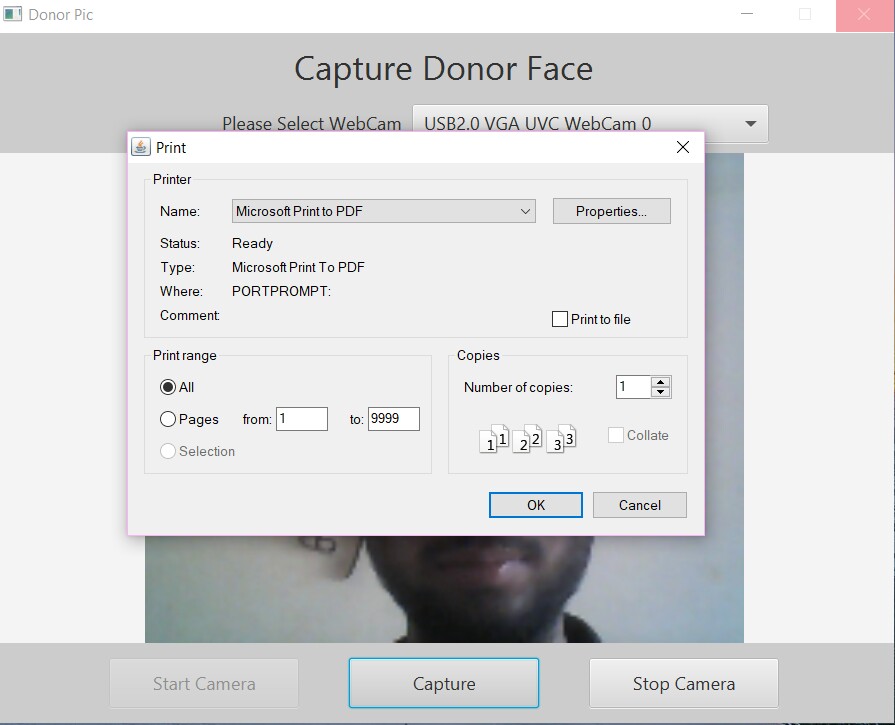 Donor Pic
Capture Donor Face
Please Select WebCam USB2.0 VGA UVC WebCam 0
Print
Printer
Name: Microsoft Print to PDF Properties...
Status: Ready
Type: Microsoft Print To PDF
Where: PORTPROMPT:
Comment:
Print to file
Print range
All
Pages from: 1 to: 9999
Selection
Copies
Number of copies: 1
1 1 2 2 3 3
Collate
OK Cancel
Start Camera Capture Stop Camera